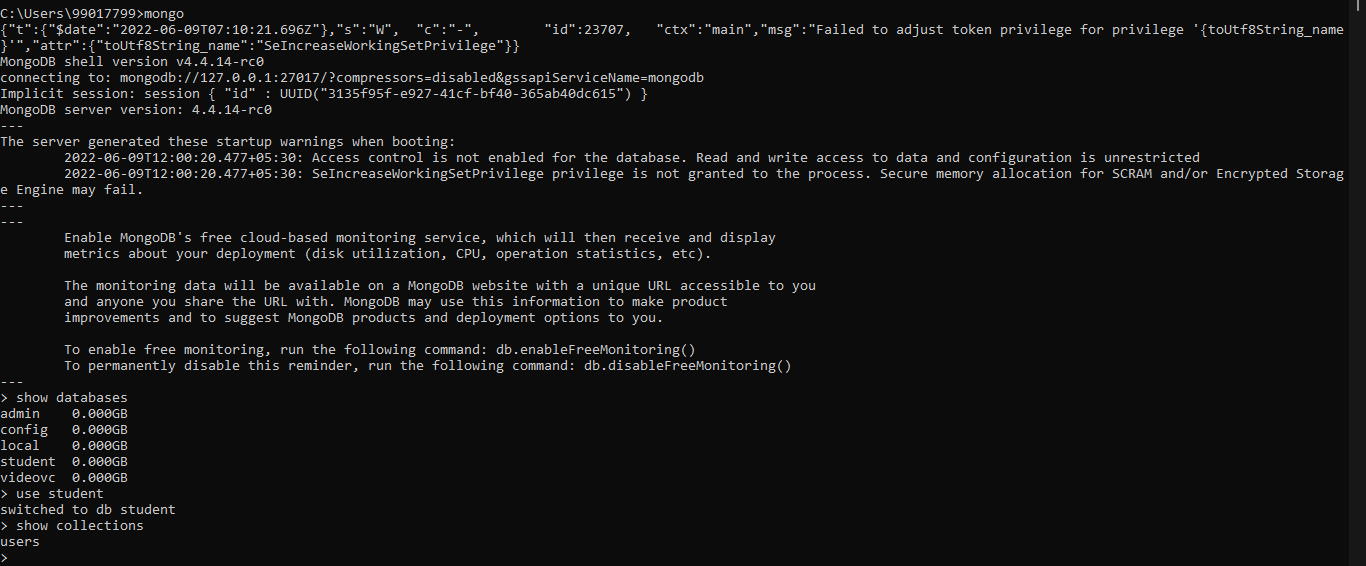 C:\Users\99017799>mongo
{"t":{"$date":"2022-06-09T07:10:21.696Z"},"s":"W",  "c":"-",        "id":23707,   "ctx":"main","msg":"Failed to adjust token privilege for privilege '{toUtf8String_name
}'","attr":{"toUtf8String_name":"SeIncreaseWorkingSetPrivilege"}}
MongoDB shell version v4.4.14-rc0
connecting to: mongodb://127.0.0.1:27017/?compressors=disabled&gssapiServiceName=mongodb
Implicit session: session { "id" : UUID("3135f95f-e927-41cf-bf40-365ab40dc615") }
MongoDB server version: 4.4.14-rc0
---
The server generated these startup warnings when booting:
        2022-06-09T12:00:20.477+05:30: Access control is not enabled for the database. Read and write access to data and configuration is unrestricted
        2022-06-09T12:00:20.477+05:30: SeIncreaseWorkingSetPrivilege privilege is not granted to the process. Secure memory allocation for SCRAM and/or Encrypted Storag
e Engine may fail.
---
---
        Enable MongoDB's free cloud-based monitoring service, which will then receive and display
        metrics about your deployment (disk utilization, CPU, operation statistics, etc).

        The monitoring data will be available on a MongoDB website with a unique URL accessible to you
        and anyone you share the URL with. MongoDB may use this information to make product
        improvements and to suggest MongoDB products and deployment options to you.

        To enable free monitoring, run the following command: db.enableFreeMonitoring()
        To permanently disable this reminder, run the following command: db.disableFreeMonitoring()
---
> show databases
admin    0.000GB
config   0.000GB
local    0.000GB
student  0.000GB
videovc  0.000GB
> use student
switched to db student
> show collections
users
>